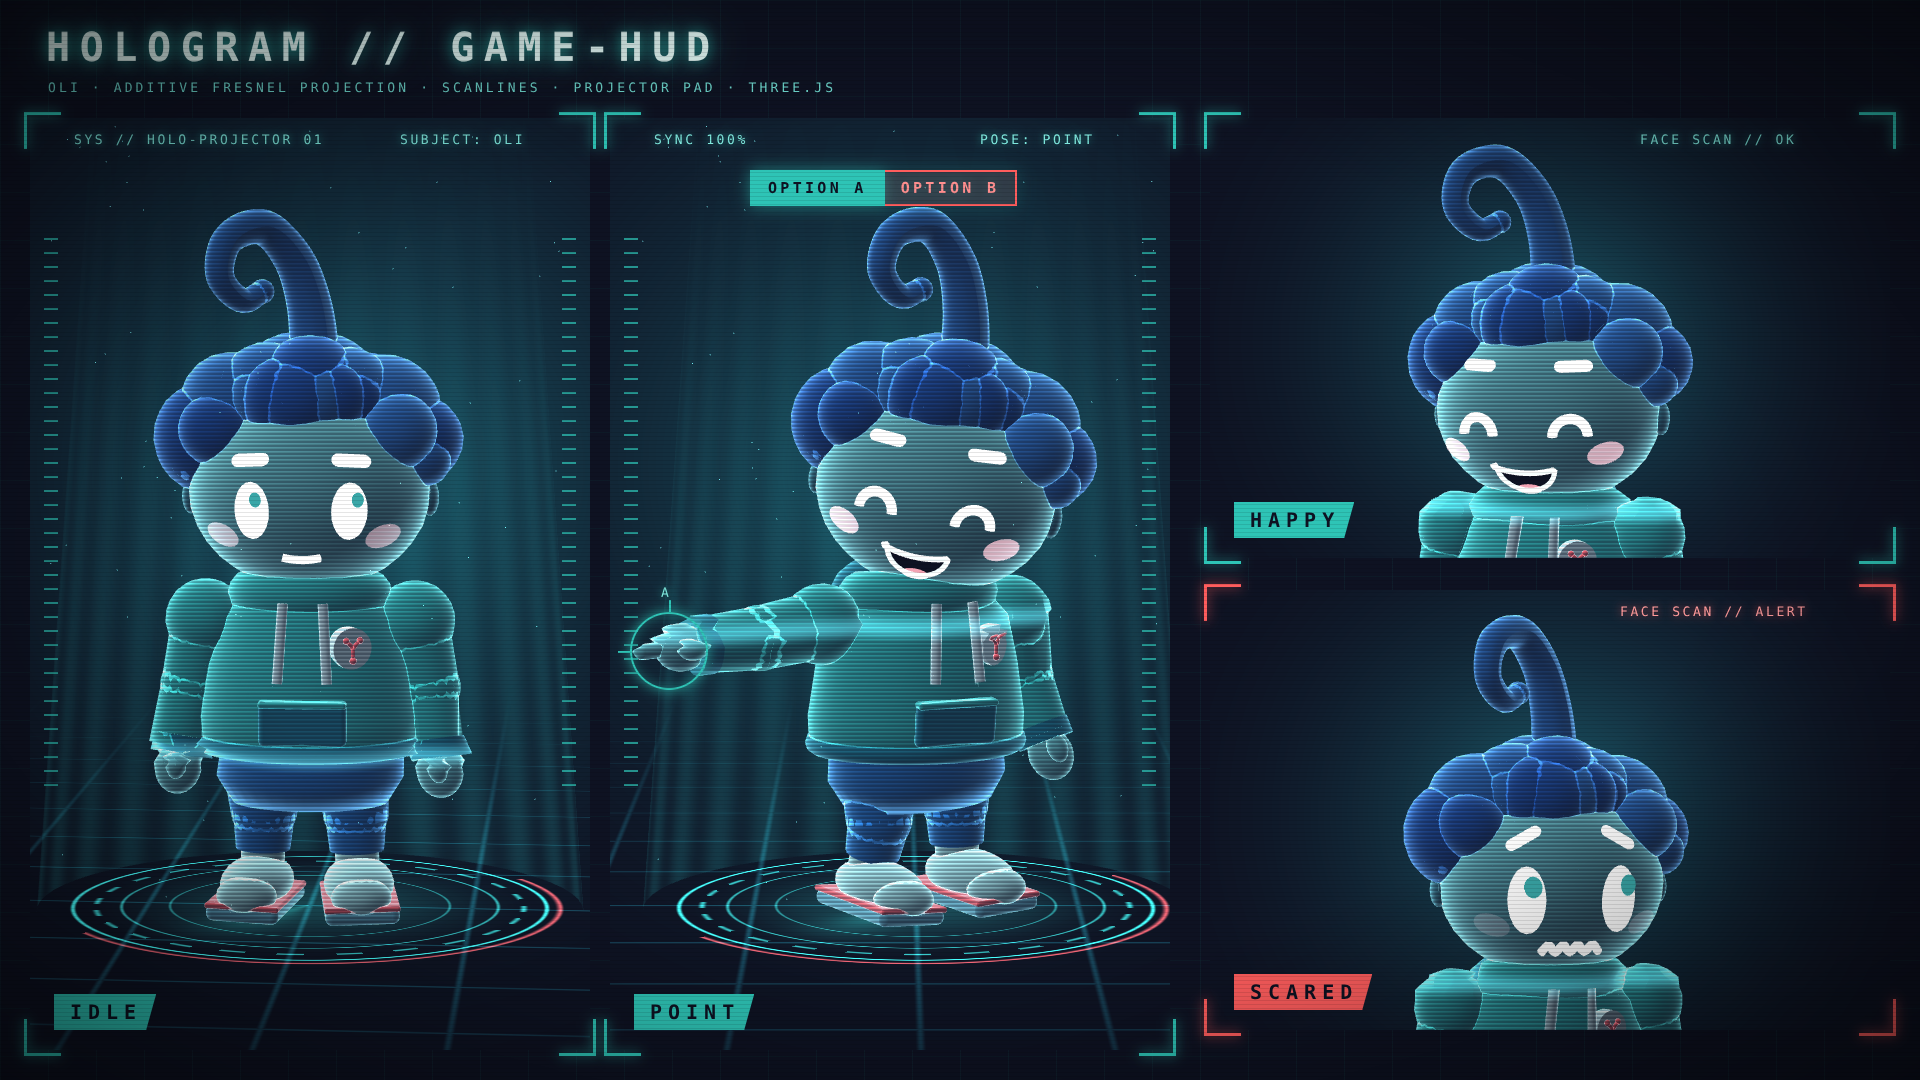 HOLOGRAM // GAME-HUD
OLI · ADDITIVE FRESNEL PROJECTION · SCANLINES · PROJECTOR PAD · THREE.JS
SYS // HOLO-PROJECTOR 01
SUBJECT: OLI
IDLE
SYNC 100%
POSE: POINT
OPTION A
OPTION B
A
POINT
FACE SCAN // OK
HAPPY
FACE SCAN // ALERT
SCARED